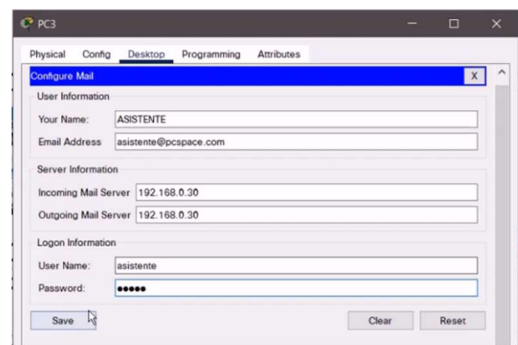 PC3
Physical Config Desktop Programming Attributes
Configure Mail X
User Information
Your Name: ASISTENTE
Email Address asistente@pcspace.com
Server Information
Incoming Mail Server 192.168.0.30
Outgoing Mail Server 192.168.0.30
Logon Information
User Name: asistente
Password: •••••
Save Clear Reset